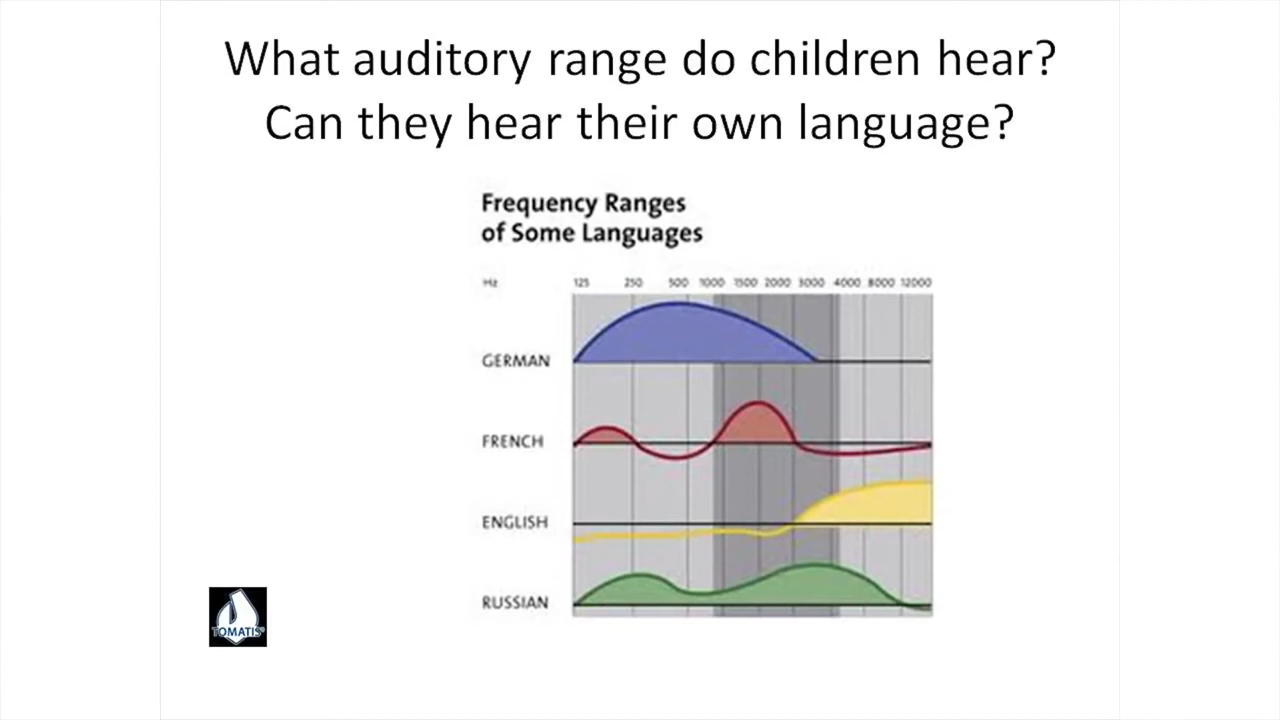 What auditory range do children hear?
Can they hear their own language?
Frequency Ranges
of Some Languages
Hz 125 250 500 1000 1500 2000 3000 4000 8000 12000
GERMAN
FRENCH
ENGLISH
RUSSIAN
TOMATIS®